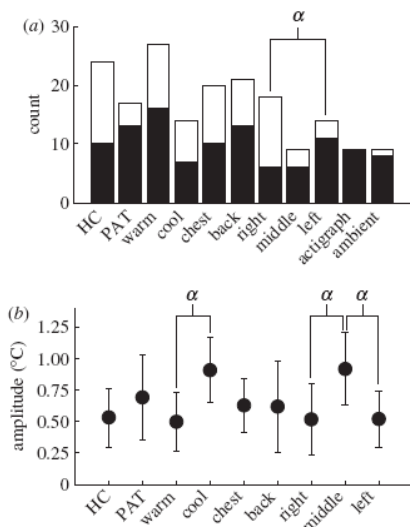 (a)
α
30
20
10
0
count
HC
PAT
warm
cool
chest
back
right
middle
left
actigraph
ambient
(b)
α
α
α
1.25
1.00
0.75
0.50
0.25
0
amplitude (°C)
HC
PAT
warm
cool
chest
back
right
middle
left